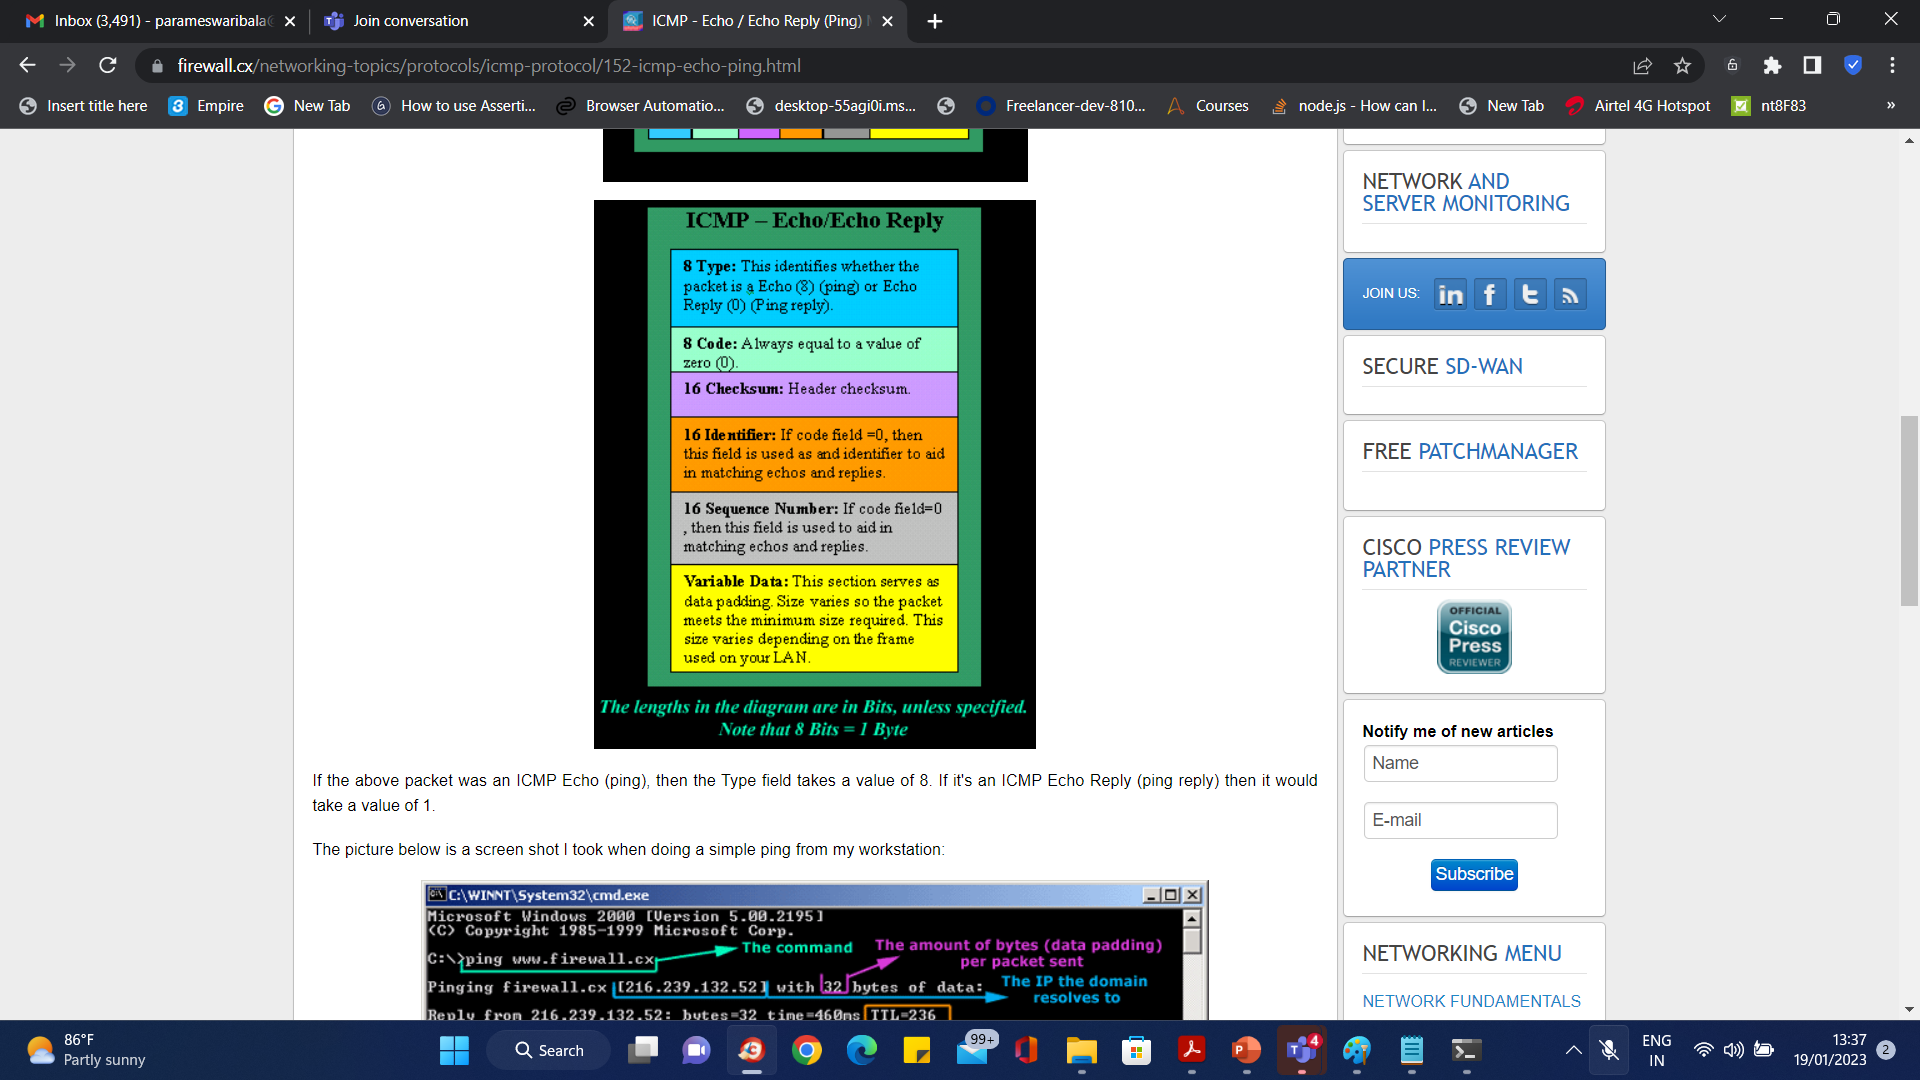 Inbox (3,491) - parameswaribala
Join conversation
ICMP - Echo / Echo Reply (Ping)
firewall.cx/networking-topics/protocols/icmp-protocol/152-icmp-echo-ping.html
Insert title here
Empire
New Tab
How to use Asserti...
Browser Automatio...
desktop-55agi0i.ms...
Freelancer-dev-810...
Courses
node.js - How can I...
New Tab
Airtel 4G Hotspot
nt8F83
»
ICMP – Echo/Echo Reply
8 Type: This identifies whether the
packet is a Echo (8) (ping) or Echo
Reply (0) (Ping reply).
8 Code: Always equal to a value of
zero (0).
16 Checksum: Header checksum.
16 Identifier: If code field =0, then
this field is used as and identifier to aid
in matching echos and replies.
16 Sequence Number: If code field=0
, then this field is used to aid in
matching echos and replies.
Variable Data: This section serves as
data padding. Size varies so the packet
meets the minimum size required. This
size varies depending on the frame
used on your LAN.
The lengths in the diagram are in Bits, unless specified.
Note that 8 Bits = 1 Byte
If the above packet was an ICMP Echo (ping), then the Type field takes a value of 8. If it's an ICMP Echo Reply (ping reply) then it would
take a value of 1.
The picture below is a screen shot I took when doing a simple ping from my workstation:
C:\WINNT\System32\cmd.exe
Microsoft Windows 2000 [Version 5.00.2195]
(C) Copyright 1985-1999 Microsoft Corp.
The command
The amount of bytes (data padding)
per packet sent
C:\>ping www.firewall.cx
Pinging firewall.cx [216.239.132.52] with 32 bytes of data:
The IP the domain
resolves to
Reply from 216.239.132.52: bytes=32 time=460ms TTL=236
NETWORK AND
SERVER MONITORING
JOIN US:
in f t
SECURE SD-WAN
FREE PATCHMANAGER
CISCO PRESS REVIEW
PARTNER
OFFICIAL
Cisco
Press
REVIEWER
Notify me of new articles
Name
E-mail
Subscribe
NETWORKING MENU
NETWORK FUNDAMENTALS
86°F
Partly sunny
Search
99+
4
ENG
IN
13:37
19/01/2023
2